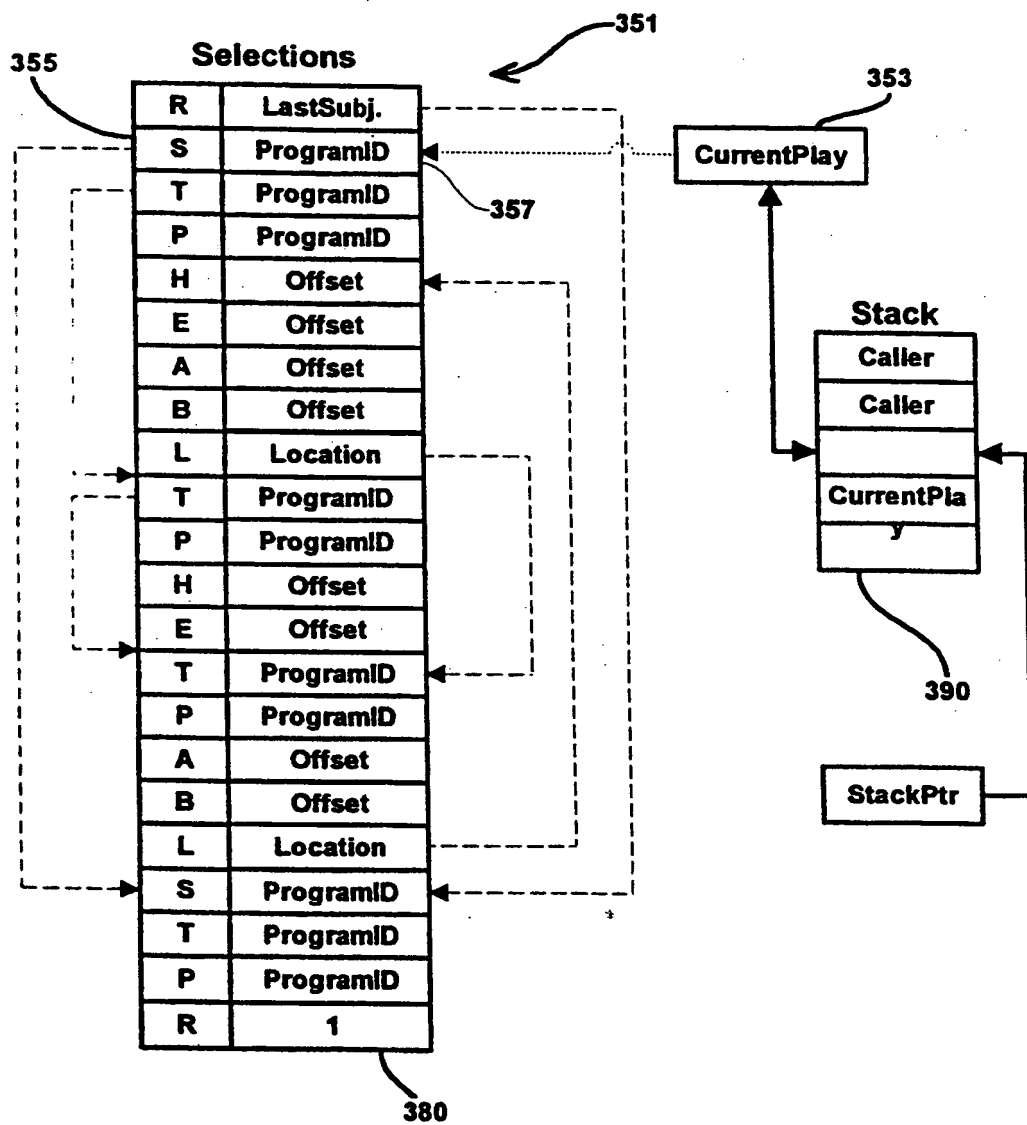 351
355
Selections
353
R LastSubj.
S ProgramID
CurrentPlay
T ProgramID
357
P ProgramID
H Offset
E Offset
A Offset
B Offset
L Location
T ProgramID
P ProgramID
H Offset
E Offset
T ProgramID
P ProgramID
A Offset
B Offset
L Location
S ProgramID
T ProgramID
P ProgramID
R 1
380
Stack
Caller
Caller
CurrentPla
y
390
StackPtr